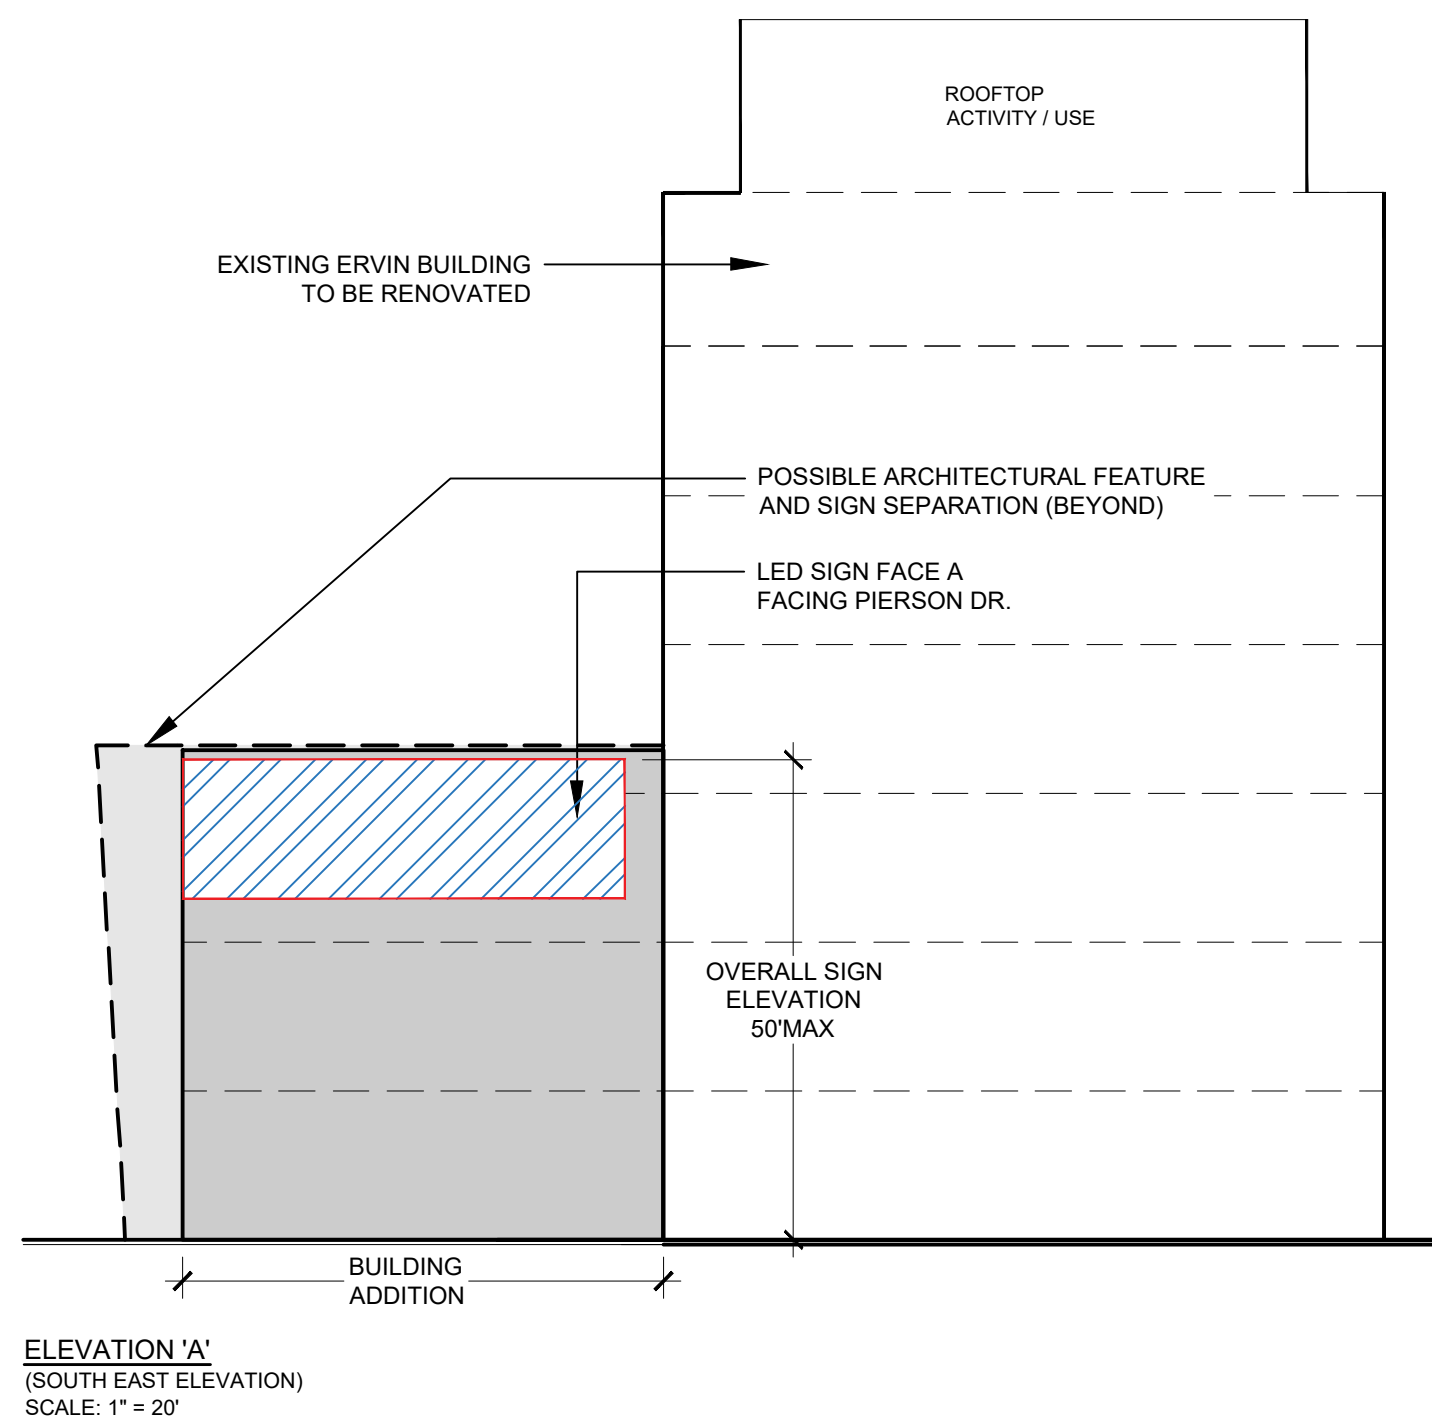 ROOFTOP
ACTIVITY / USE
EXISTING ERVIN BUILDING
TO BE RENOVATED
POSSIBLE ARCHITECTURAL FEATURE
AND SIGN SEPARATION (BEYOND)
LED SIGN FACE A
FACING PIERSON DR.
OVERALL SIGN
ELEVATION
50'MAX
BUILDING
ADDITION
ELEVATION 'A'
(SOUTH EAST ELEVATION)
SCALE: 1" = 20'